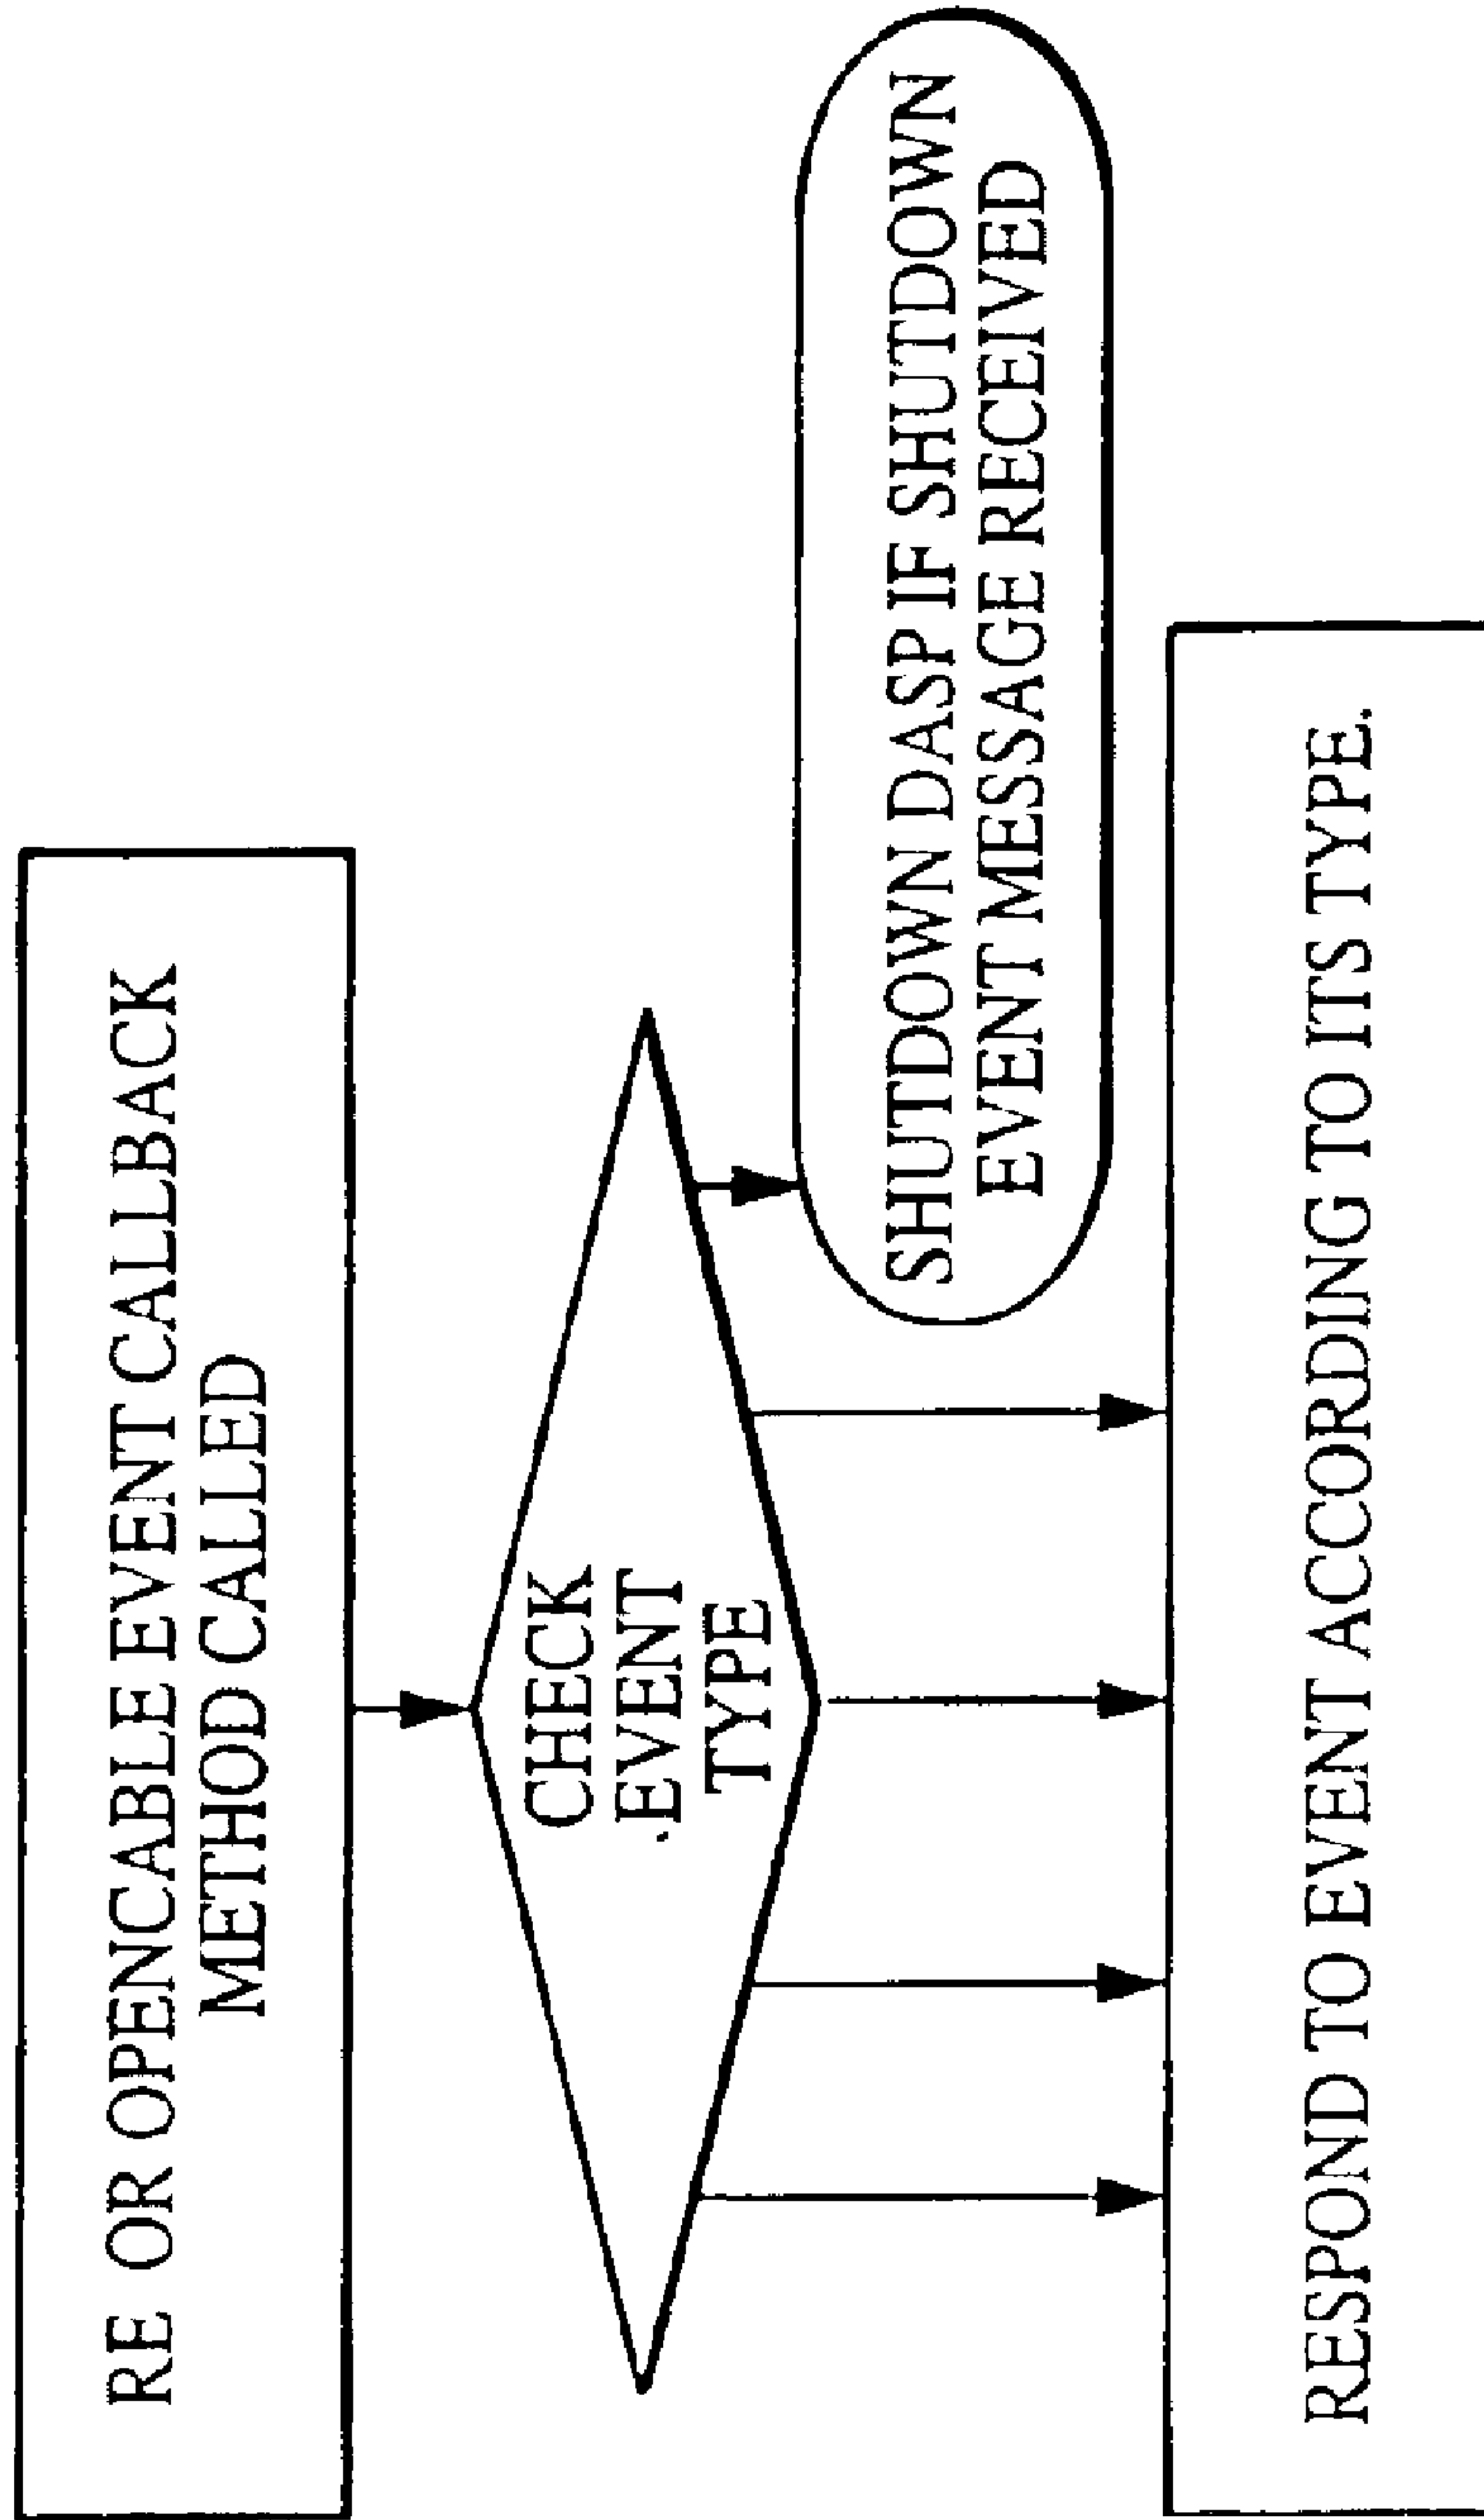 RE OR OPENCABLE EVENT CALLBACK
METHOD CALLED
CHECK
EVENT
TYPE
SHUTDOWN DASP IF SHUTDOWN
EVENT MESSAGE RECEIVED
RESPOND TO EVENT ACCORDING TO ITS TYPE.